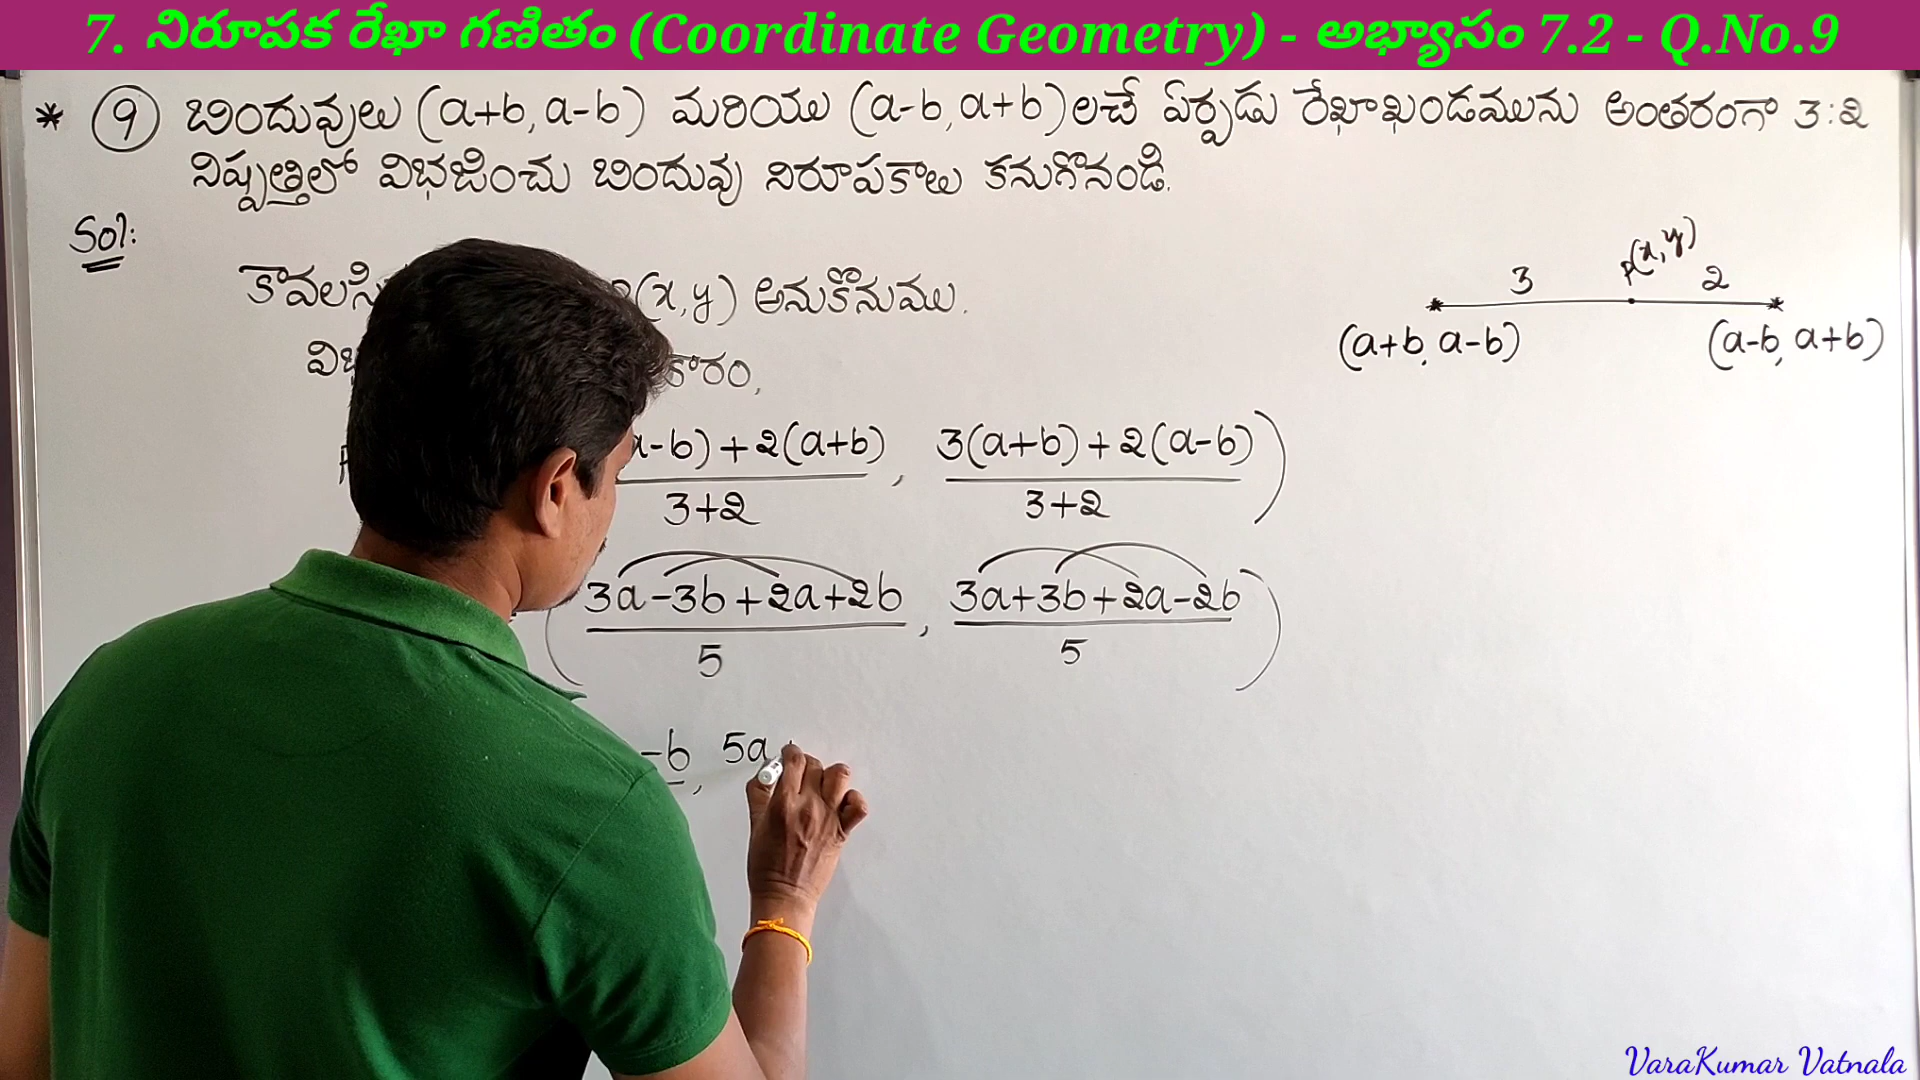 7. నిరూపక రేఖా గణితం (Coordinate Geometry) - అభ్యాసం 7.2 - Q.No.9
* 9 బిందువులు (a+b, a-b) మరియు (a-b, a+b) లచే ఏర్పడు రేఖాఖండమును అంతరంగా 3:2
నిష్పత్తిలో విభజించు బిందువు నిరూపకాలు కనుగొనండి.
Sol:
(x,y) అనుకొనుము.
3 P(x,y) 2
(a+b, a-b) (a-b, a+b)
-b) + 2(a+b) , 3(a+b) + 2(a-b) )
3+2 3+2
( 3a-3b+2a+2b , 3a+3b+2a-2b )
5 5
-b , 5a
VaraKumar Vatnala